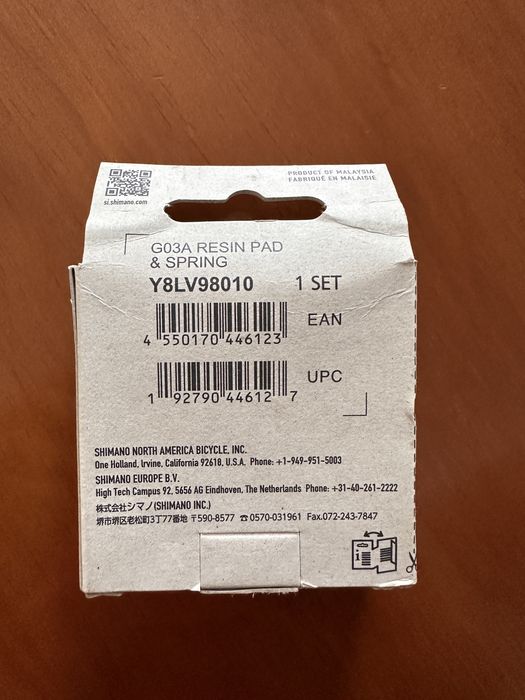 si.shimano.com
PRODUCT OF MALAYSIA
FABRIQUÉ EN MALAISIE
G03A RESIN PAD
& SPRING
Y8LV98010 1 SET
4 550170 446123 EAN
1 92790 44612 7 UPC
SHIMANO NORTH AMERICA BICYCLE, INC.
One Holland, Irvine, California 92618, U.S.A. Phone: +1-949-951-5003
SHIMANO EUROPE B.V.
High Tech Campus 92, 5656 AG Eindhoven, The Netherlands Phone: +31-40-261-2222
株式会社シマノ(SHIMANO INC.)
堺市堺区老松町3丁77番地 〒590-8577 ☎0570-031961 Fax.072-243-7847